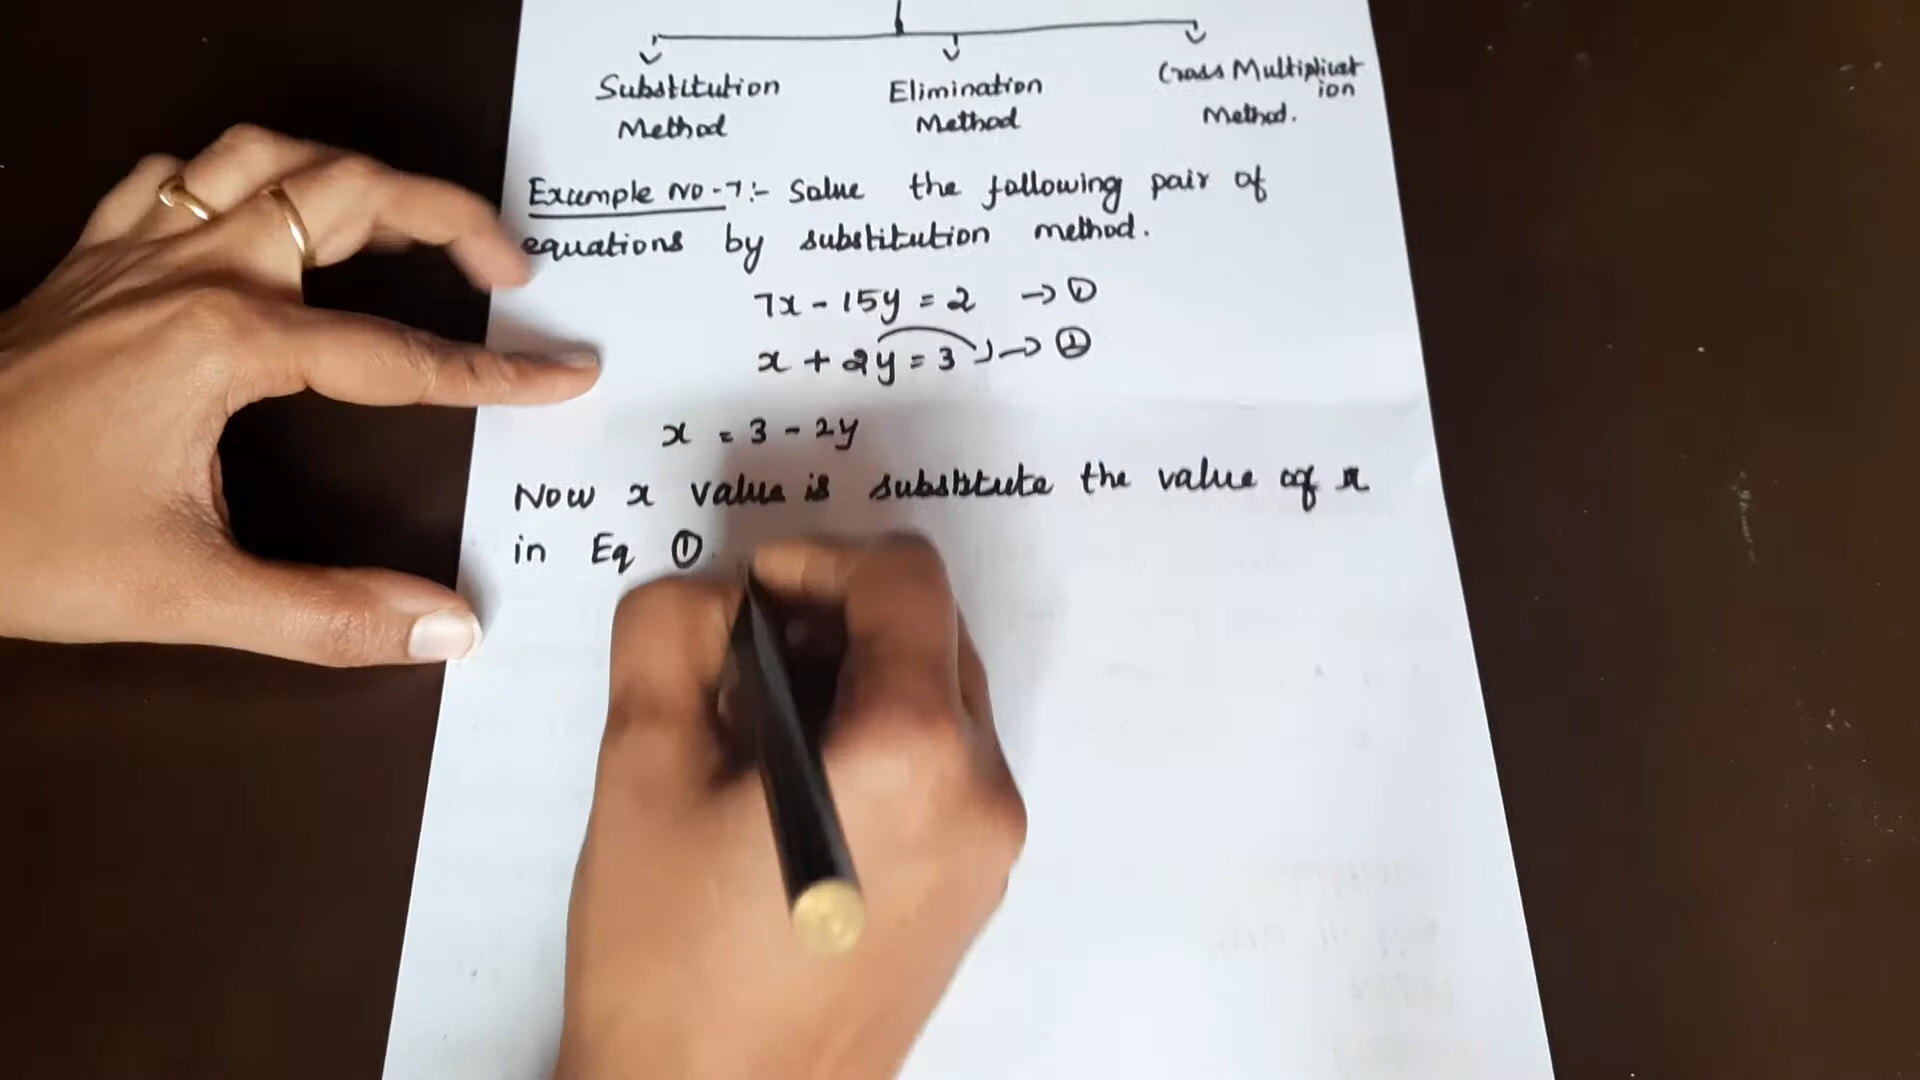 Substitution Method
Elimination Method
Cross Multiplicat ion Method.
Example No-7:- Solve the following pair of
equations by substitution method.
7x - 15y = 2 → ①
x + 2y = 3 → ②
x = 3 - 2y
Now x value is substitute the value of x
in Eq ①